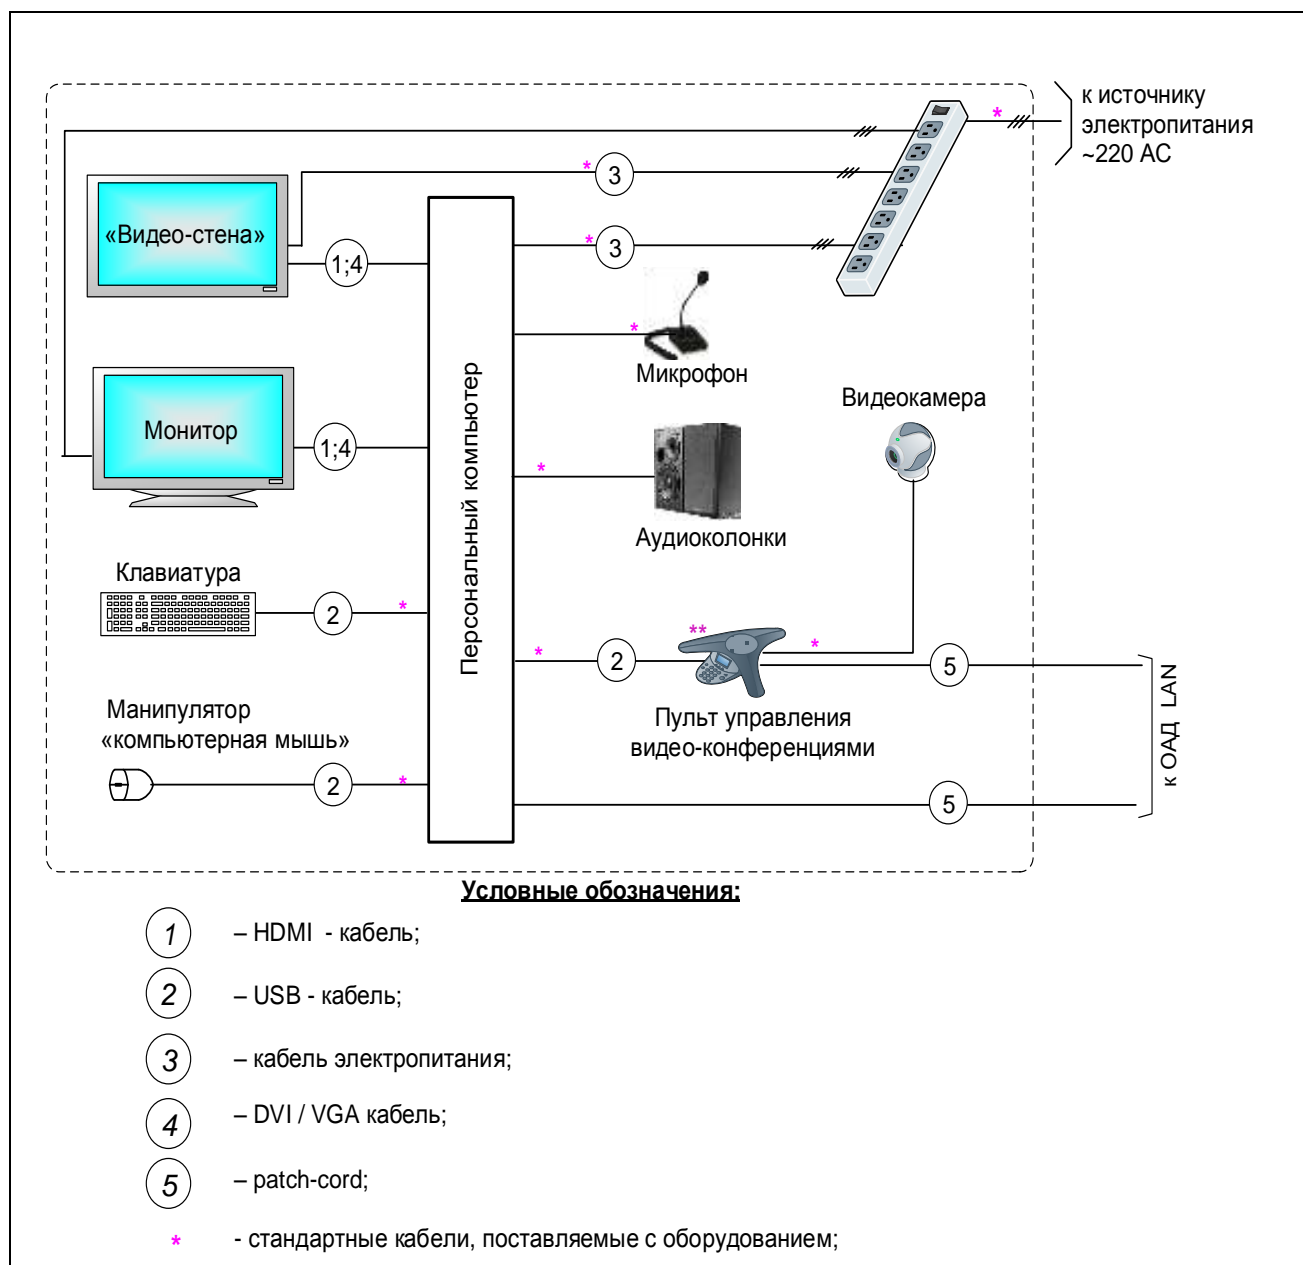 к источнику
электропитания
~220 АС
*
* 3
«Видео-стена»
* 3
1;4
*
Микрофон
Персональный компьютер
Видеокамера
Монитор
1;4
*
Аудиоколонки
Клавиатура
2 *
* 2
**
*
5
Пульт управления
видео-конференциями
к ОАД LAN
Манипулятор
«компьютерная мышь»
2 *
5
Условные обозначения:
1 – HDMI - кабель;
2 – USB - кабель;
3 – кабель электропитания;
4 – DVI / VGA кабель;
5 – patch-cord;
* - стандартные кабели, поставляемые с оборудованием;